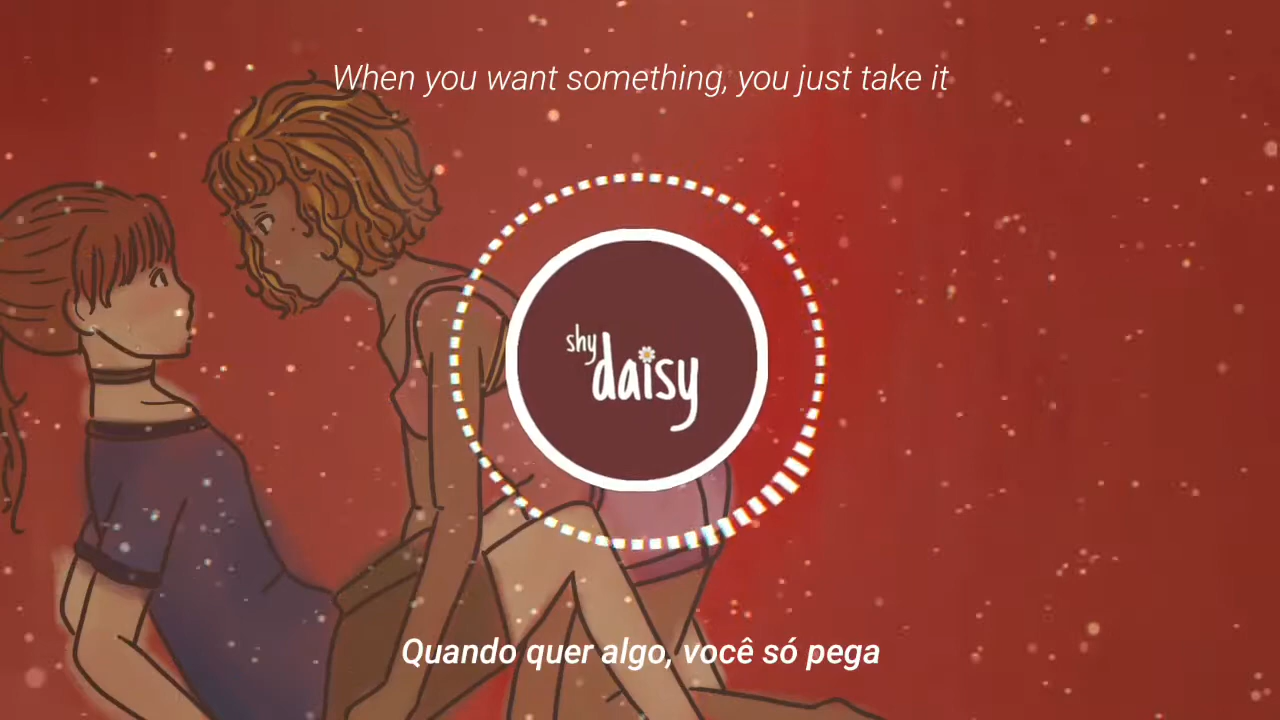 When you want something, you just take it
shy
daisy
Quando quer algo, você só pega